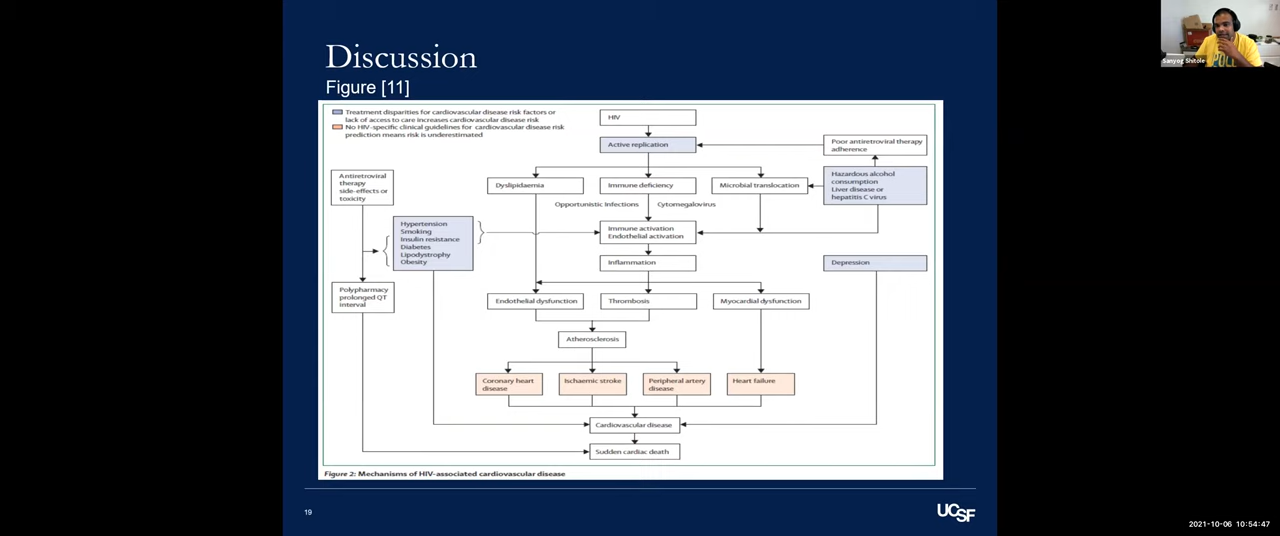 Discussion
Figure [11]
Sanyog Shitole
Treatment disparities for cardiovascular disease risk factors or
lack of access to care increases cardiovascular disease risk
No HIV-specific clinical guidelines for cardiovascular disease risk
prediction means risk is underestimated
HIV
Active replication
Poor antiretroviral therapy
adherence
Antiretroviral
therapy
side-effects or
toxicity
Dyslipidaemia
Immune deficiency
Microbial translocation
Hazardous alcohol
consumption
Liver disease or
hepatitis C virus
Opportunistic Infections
Cytomegalovirus
Hypertension
Smoking
Insulin resistance
Diabetes
Lipodystrophy
Obesity
Immune activation
Endothelial activation
Inflammation
Depression
Polypharmacy
prolonged QT
interval
Endothelial dysfunction
Thrombosis
Myocardial dysfunction
Atherosclerosis
Coronary heart
disease
Ischaemic stroke
Peripheral artery
disease
Heart failure
Cardiovascular disease
Sudden cardiac death
Figure 2: Mechanisms of HIV-associated cardiovascular disease
19
UCSF
2021-10-06 10:54:47